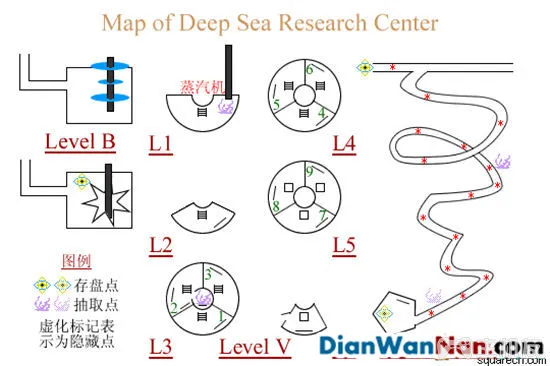 Map of Deep Sea Research Center
蒸汽机
6
5
4
Level B
L1
L4
9
8
7
L2
L5
图例
存盘点
抽取点
虚化标记表
示为隐藏点
3
2
1
L3
Level V
DianWanNan.com
squarecn.com